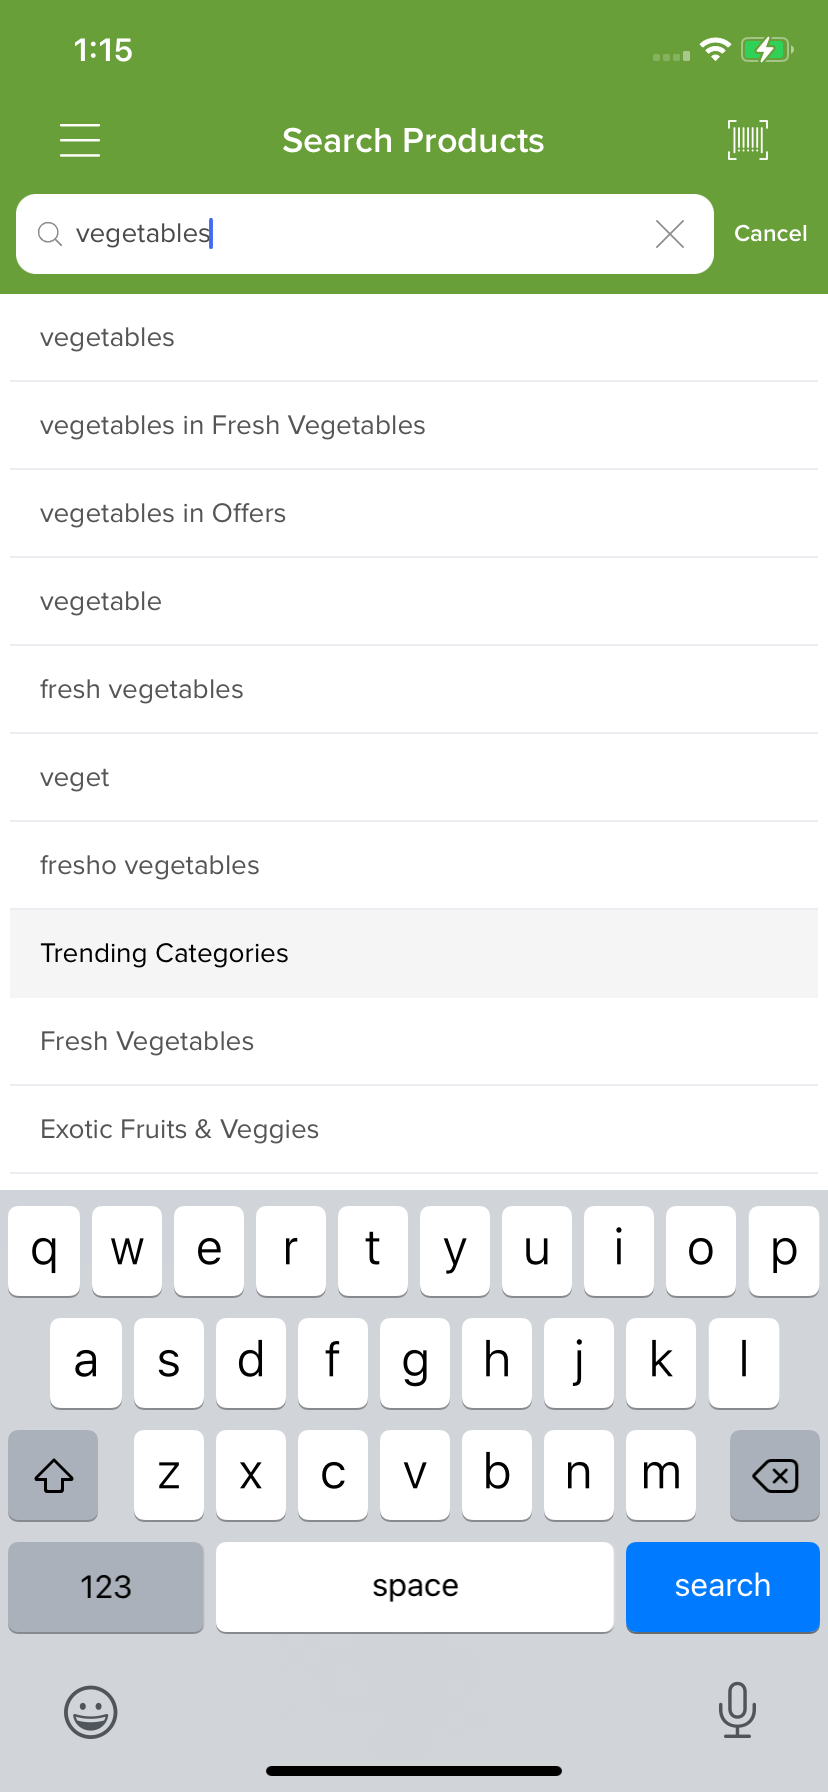 1:15
Search Products
vegetables
Cancel
vegetables
vegetables in Fresh Vegetables
vegetables in Offers
vegetable
fresh vegetables
veget
fresho vegetables
Trending Categories
Fresh Vegetables
Exotic Fruits & Veggies
q w e r t y u i o p
a s d f g h j k l
z x c v b n m
123 space search